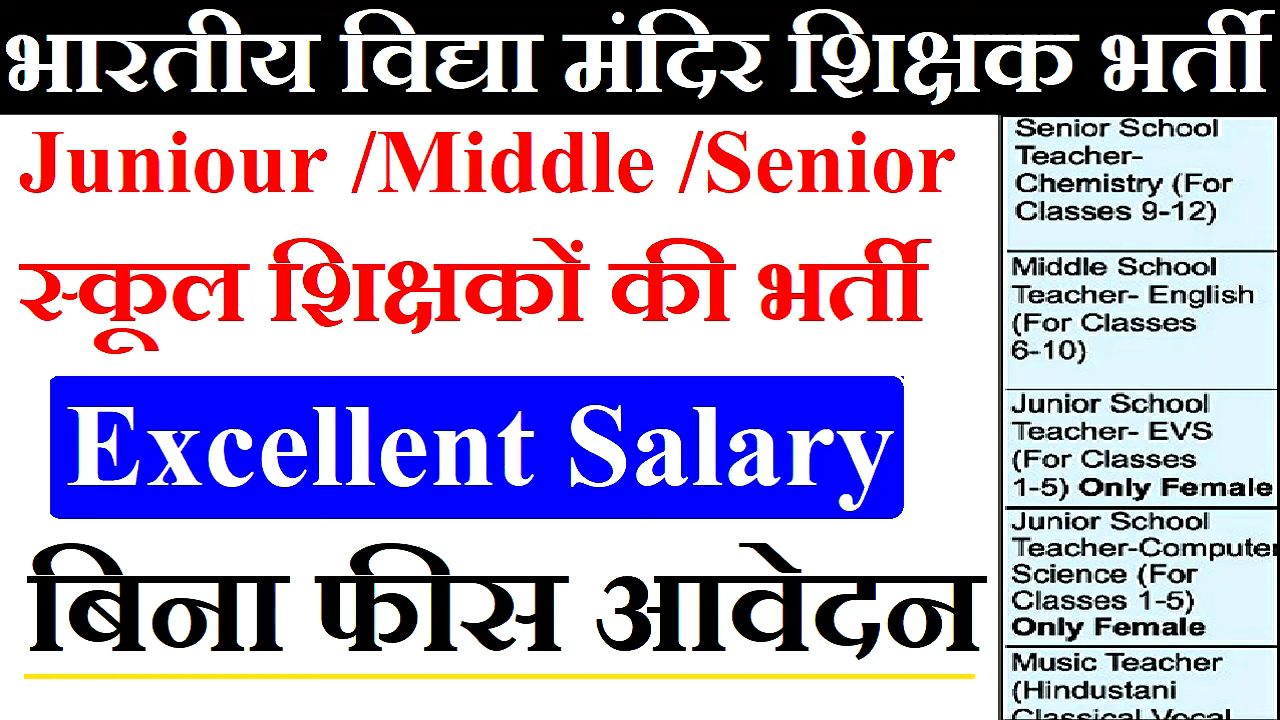 भारतीय विद्या मंदिर शिक्षक भर्ती
Juniour /Middle /Senior
स्कूल शिक्षकों की भर्ती
Excellent Salary
बिना फीस आवेदन
Senior School
Teacher-
Chemistry (For
Classes 9-12)
Middle School
Teacher- English
(For Classes
6-10)
Junior School
Teacher- EVS
(For Classes
1-5) Only Female
Junior School
Teacher-Computer
Science (For
Classes 1-5)
Only Female
Music Teacher
(Hindustani
Classical Vocal